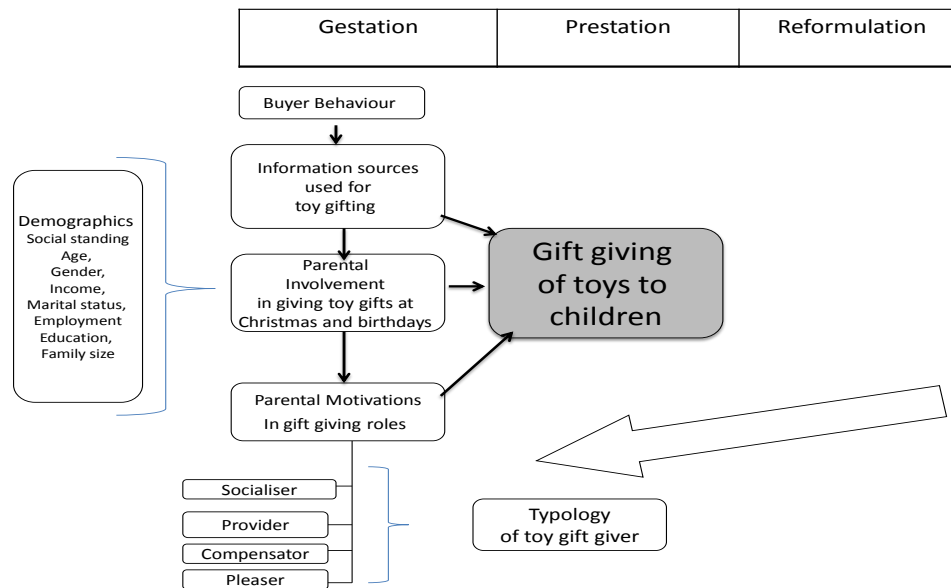 Gestation
Prestation
Reformulation
Buyer Behaviour
Information sources
used for
toy gifting
Demographics
Social standing
Age,
Gender,
Income,
Marital status,
Employment
Education,
Family size
Parental
Involvement
in giving toy gifts at
Christmas and birthdays
Gift giving
of toys to
children
Parental Motivations
In gift giving roles
Socialiser
Provider
Compensator
Pleaser
Typology
of toy gift giver